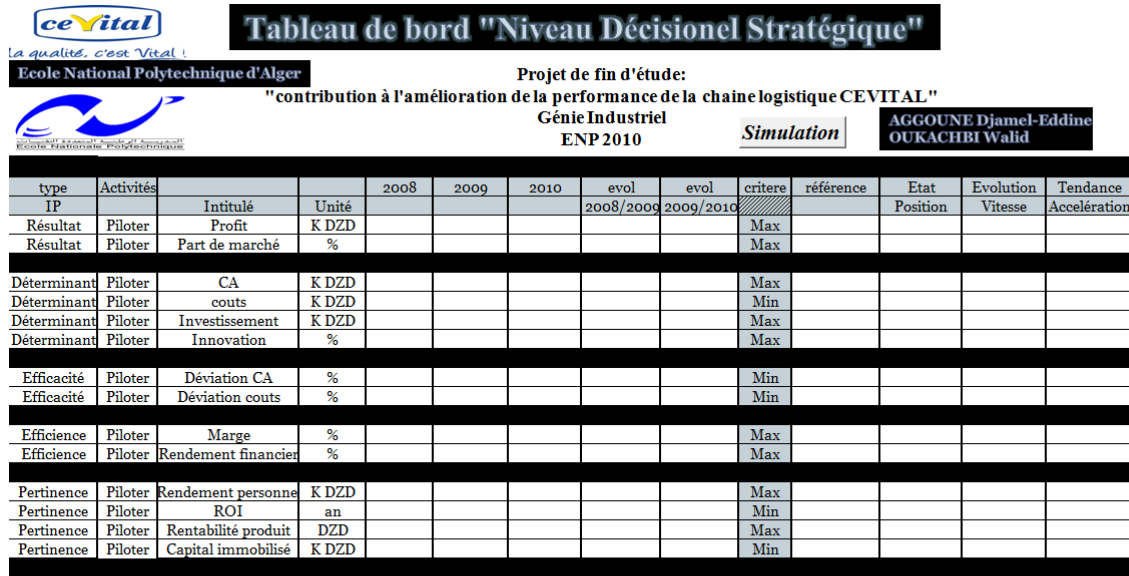 ceVital
la qualité, c'est Vital !
Tableau de bord "Niveau Décisionel Stratégique"
Ecole National Polytechnique d'Alger
Projet de fin d'étude:
"contribution à l'amélioration de la performance de la chaine logistique CEVITAL"
Génie Industriel
ENP 2010
Ecole Nationale Polytechnique
Simulation
AGGOUNE Djamel-Eddine
OUKACHBI Walid
type Activités 2008 2009 2010 evol evol critere référence Etat Evolution Tendance
IP Intitulé Unité 2008/2009 2009/2010 Position Vitesse Accelération
Résultat Piloter Profit K DZD Max
Résultat Piloter Part de marché % Max
Déterminant Piloter CA K DZD Max
Déterminant Piloter couts K DZD Min
Déterminant Piloter Investissement K DZD Max
Déterminant Piloter Innovation % Max
Efficacité Piloter Déviation CA % Min
Efficacité Piloter Déviation couts % Min
Efficience Piloter Marge % Max
Efficience Piloter Rendement financier % Max
Pertinence Piloter Rendement personne K DZD Max
Pertinence Piloter ROI an Min
Pertinence Piloter Rentabilité produit DZD Max
Pertinence Piloter Capital immobilisé K DZD Min